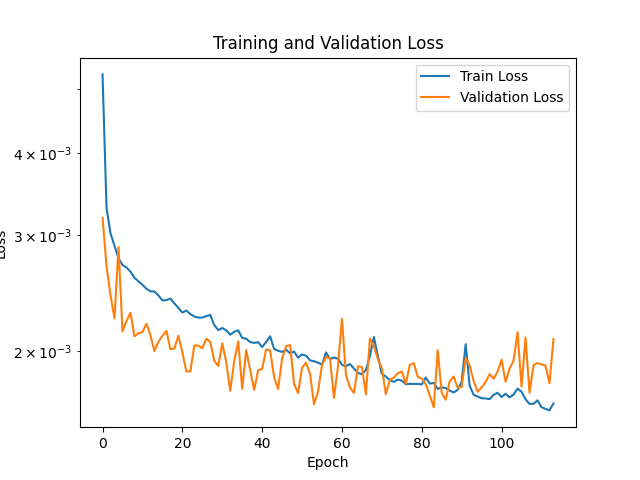 Training and Validation Loss
Train Loss
Validation Loss
4 × 10⁻³
3 × 10⁻³
2 × 10⁻³
Loss
0 20 40 60 80 100
Epoch